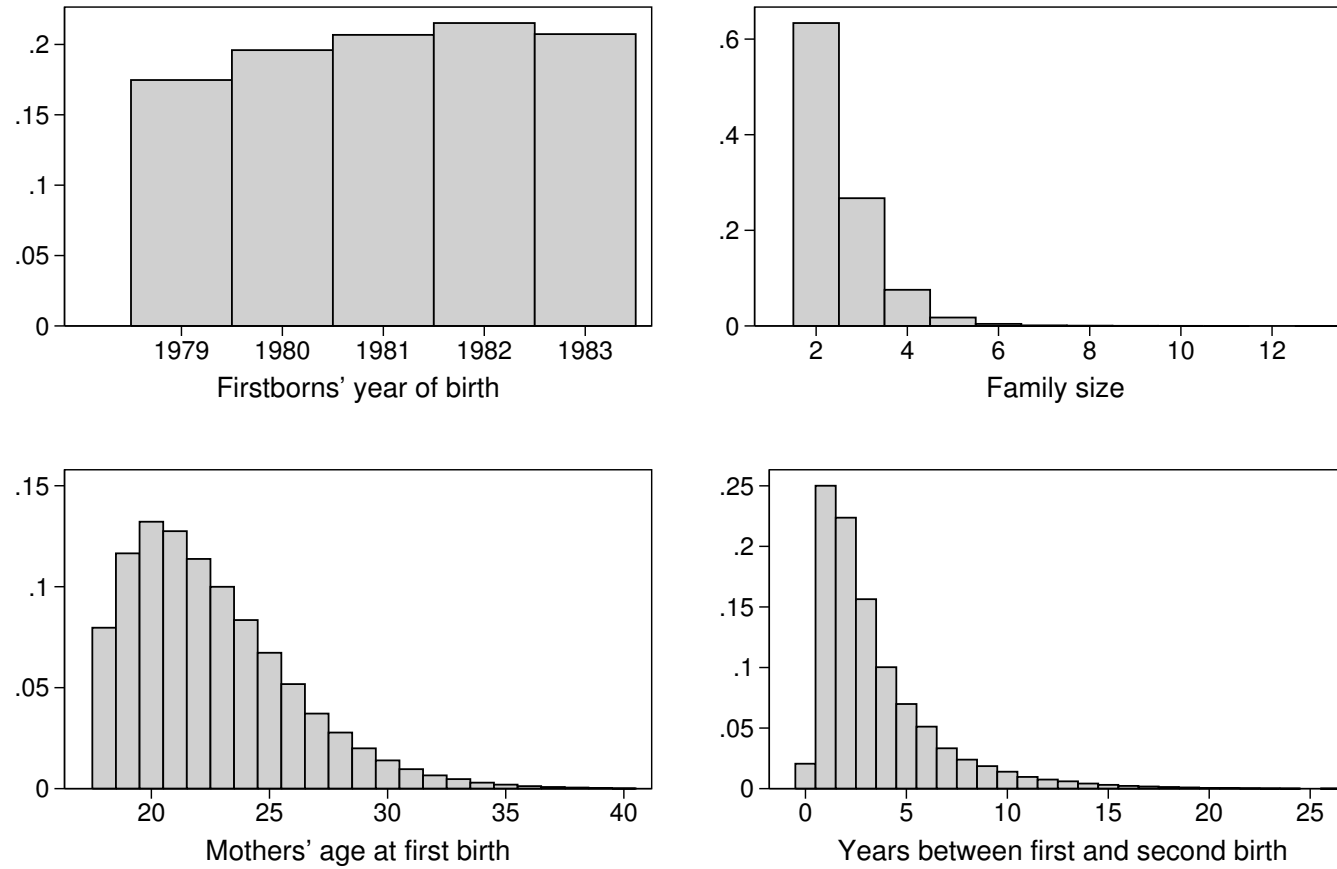 .2
.15
.1
.05
0
1979 1980 1981 1982 1983
Firstborns' year of birth
.6
.4
.2
0
2 4 6 8 10 12
Family size
.15
.1
.05
0
20 25 30 35 40
Mothers' age at first birth
.25
.2
.15
.1
.05
0
0 5 10 15 20 25
Years between first and second birth